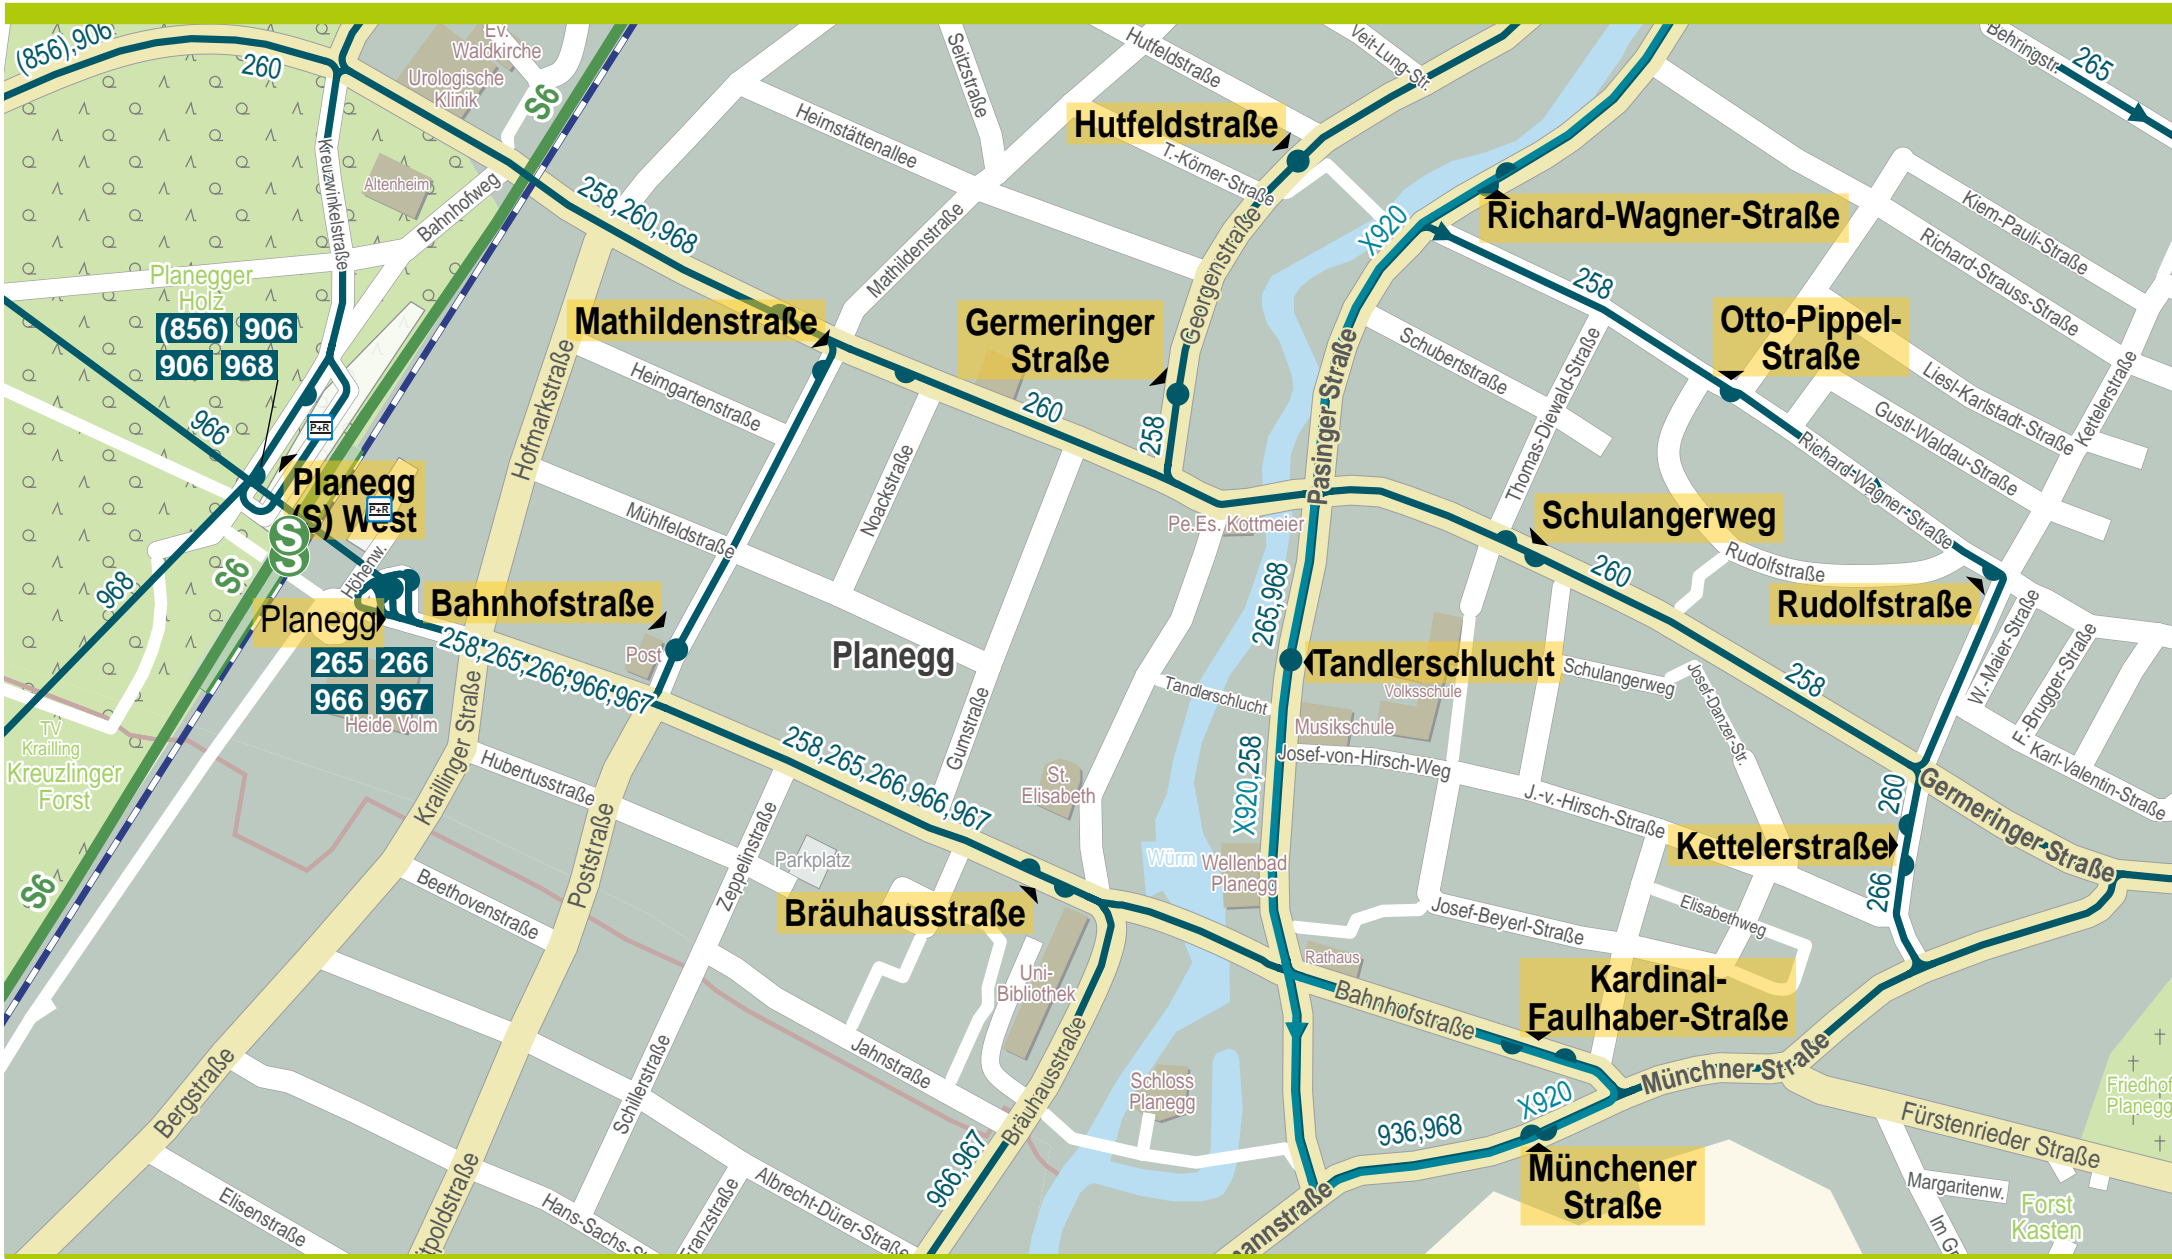 (856),906
260
Ev.
Waldkirche
Urologische
Klinik
S6
Seitzstraße
Hutfeldstraße
Veit-Lung-Str.
Behringstr.
265
Heimstättenallee
Hutfeldstraße
T.-Körner-Straße
Kreuzwinkelstraße
Altenheim
Bahnhofweg
258,260,968
Mathildenstraße
Georgenstraße
X920
Richard-Wagner-Straße
Kiem-Pauli-Straße
Richard-Strauss-Straße
Planegger
Holz
(856) 906
906 968
258
Mathildenstraße
Germeringer
Straße
Otto-Pippel-
Straße
Schubertstraße
Thomas-Diewald-Straße
Pasinger Straße
Liesl-Karlstadt-Straße
Gustl-Waldau-Straße
Kettelerstraße
Hofmarkstraße
Heimgartenstraße
260
258
966
P+R
Planegg
(S) West
P+R
Noackstraße
Mühlfeldstraße
Richard-Wagner-Straße
Pe.Es. Kottmeier
Schulangerweg
260
Rudolfstraße
Rudolfstraße
S
S
S6
968
Höhenw.
Planegg
Bahnhofstraße
265 266
966 967
Heide Volm
258,265,266,966,967
Post
Planegg
265,968
Tandlerschlucht
Tandlerschlucht
Volksschule
Musikschule
Josef-von-Hirsch-Weg
Schulangerweg
Josef-Danzer-Str.
258
W.-Maier-Straße
F.-Brugger-Straße
Karl-Valentin-Straße
TV
Krailling
Kreuzlinger
Forst
Kraillinger Straße
Hubertusstraße
258,265,266,966,967
Gumstraße
St.
Elisabeth
X920,258
J.-v.-Hirsch-Straße
260
Germeringer Straße
Kettelerstraße
266
Würm
Wellenbad
Planegg
Parkplatz
Zeppelinstraße
Poststraße
Beethovenstraße
S6
Bräuhausstraße
Josef-Beyerl-Straße
Elisabethweg
Rathaus
Uni-
Bibliothek
Bahnhofstraße
Kardinal-
Faulhaber-Straße
Münchner Straße
Jahnstraße
Schillerstraße
Bräuhausstraße
Schloss
Planegg
X920
936,968
Friedhof
Planegg
Fürstenrieder Straße
Bergstraße
Münchener
Straße
Margaritenw.
Forst
Kasten
966,967
Elisenstraße
Hans-Sachs-St
Albrecht-Dürer-Straße
Franzstraße
tpoldstraße
annstraße
Im Gr